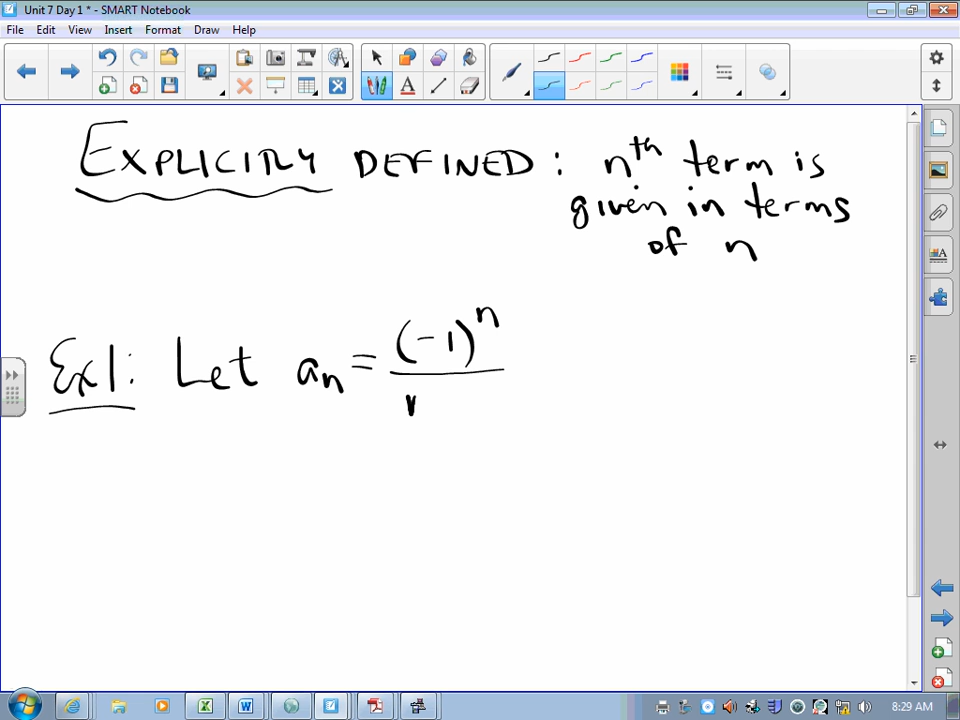 Unit 7 Day 1 * - SMART Notebook
File Edit View Insert Format Draw Help
EXPLICITLY DEFINED : nth term is
given in terms
of n
Ex1: Let aₙ = (-1)ⁿ
8:29 AM